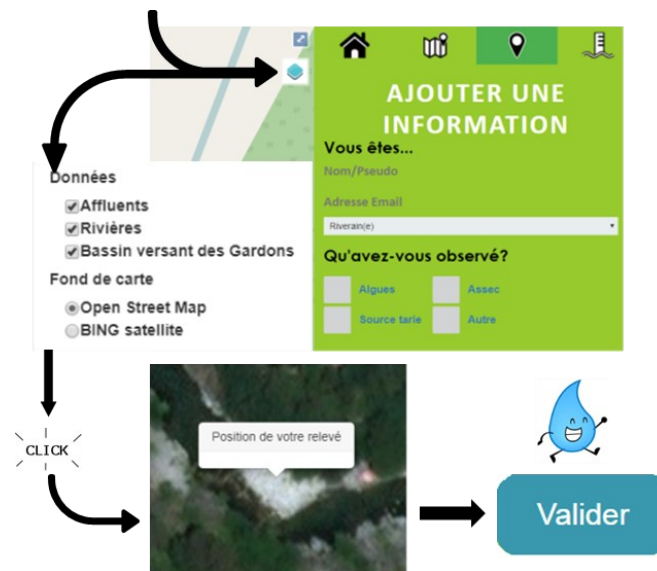 AJOUTER UNE
INFORMATION
Vous êtes...
Nom/Pseudo
Adresse Email
Riverain(e)
Qu'avez-vous observé?
Algues
Assec
Source tarie
Autre
Données
Affluents
Rivières
Bassin versant des Gardons
Fond de carte
Open Street Map
BING satellite
CLICK
Position de votre relevé
Valider